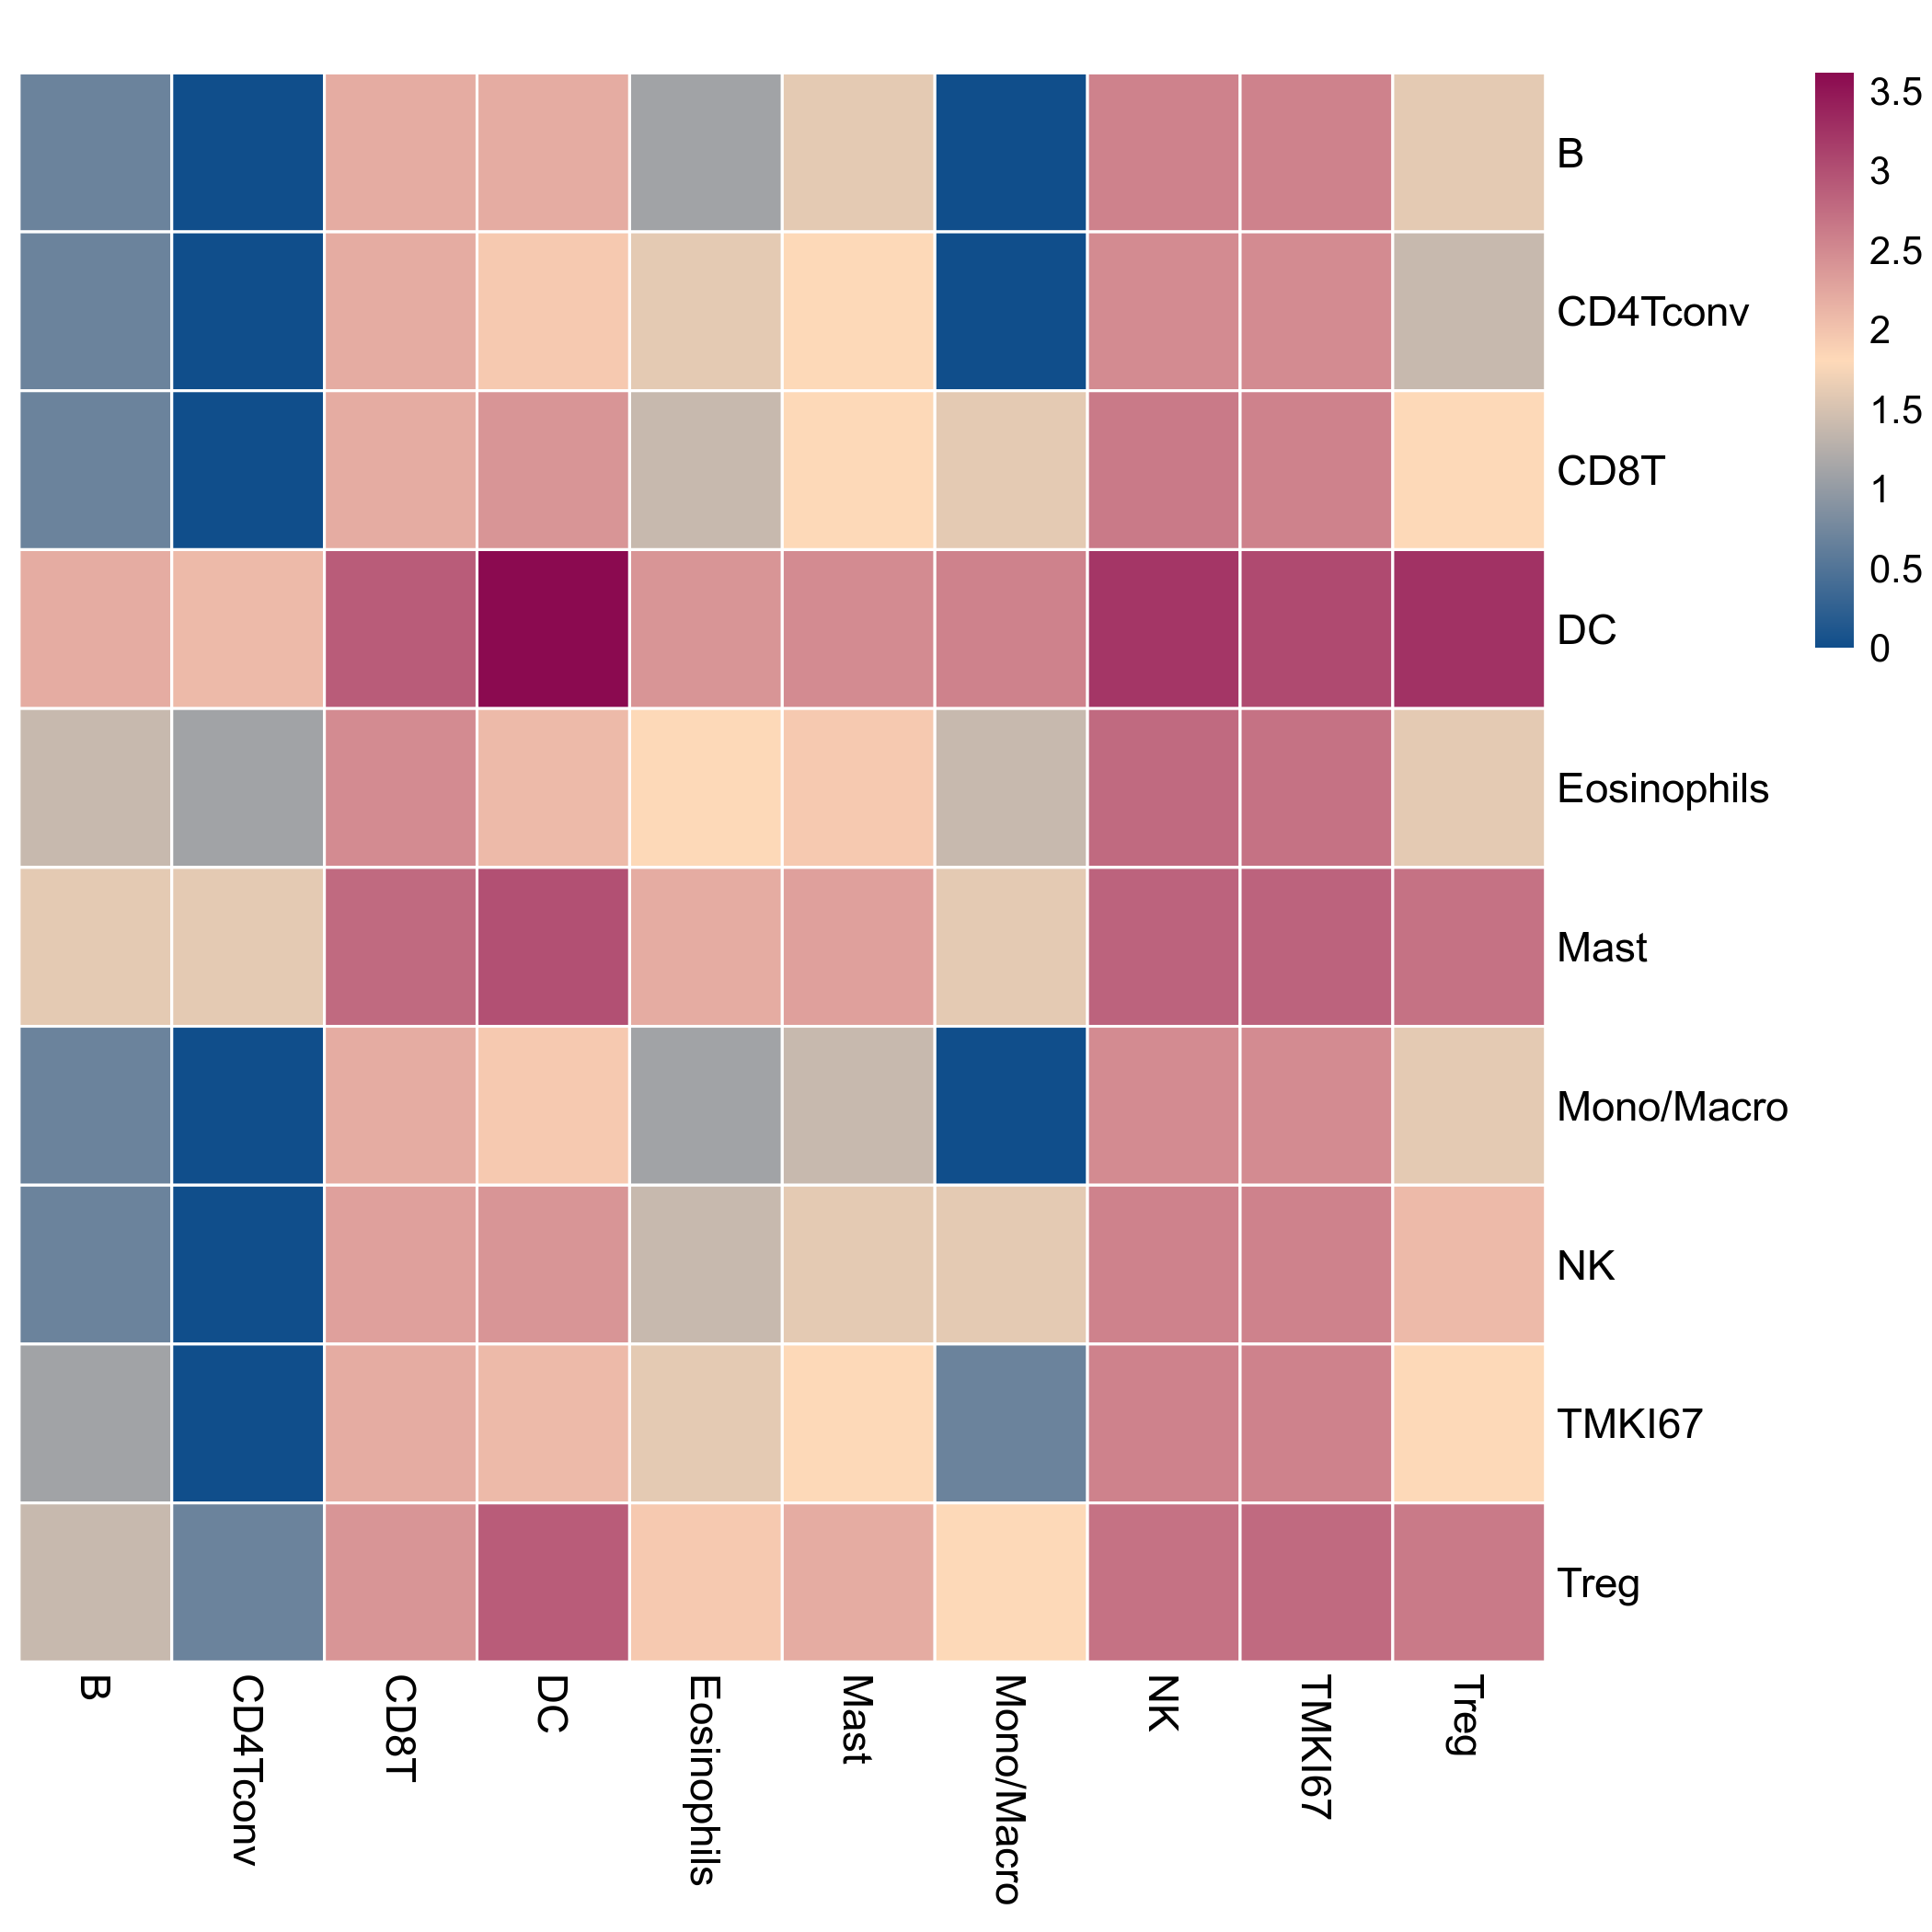 3.5
3
2.5
2
1.5
1
0.5
0
B
CD4Tconv
CD8T
DC
Eosinophils
Mast
Mono/Macro
NK
TMKI67
Treg
B
CD4Tconv
CD8T
DC
Eosinophils
Mast
Mono/Macro
NK
TMKI67
Treg